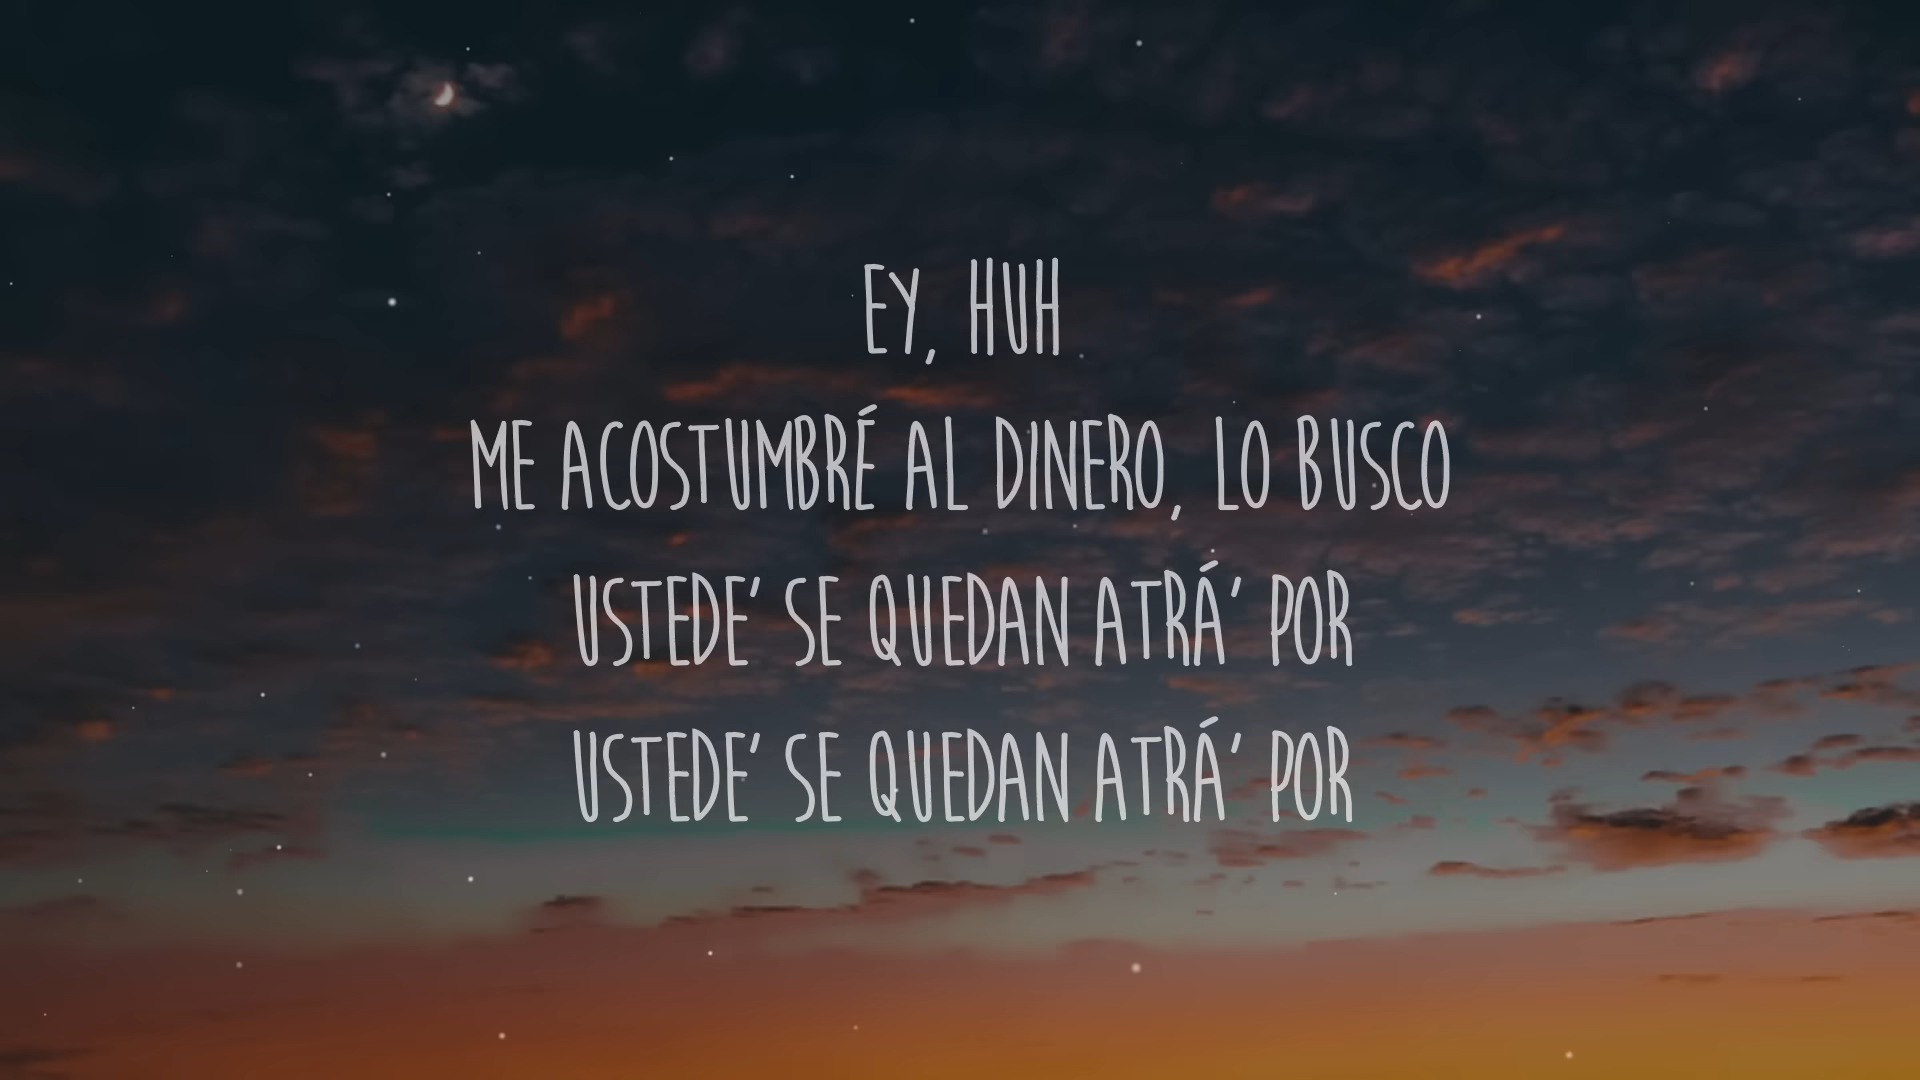 EY, HUH
ME ACOSTUMBRÉ AL DINERO, LO BUSCO
USTEDE' SE QUEDAN ATRÁ' POR
USTEDE' SE QUEDAN ATRÁ' POR